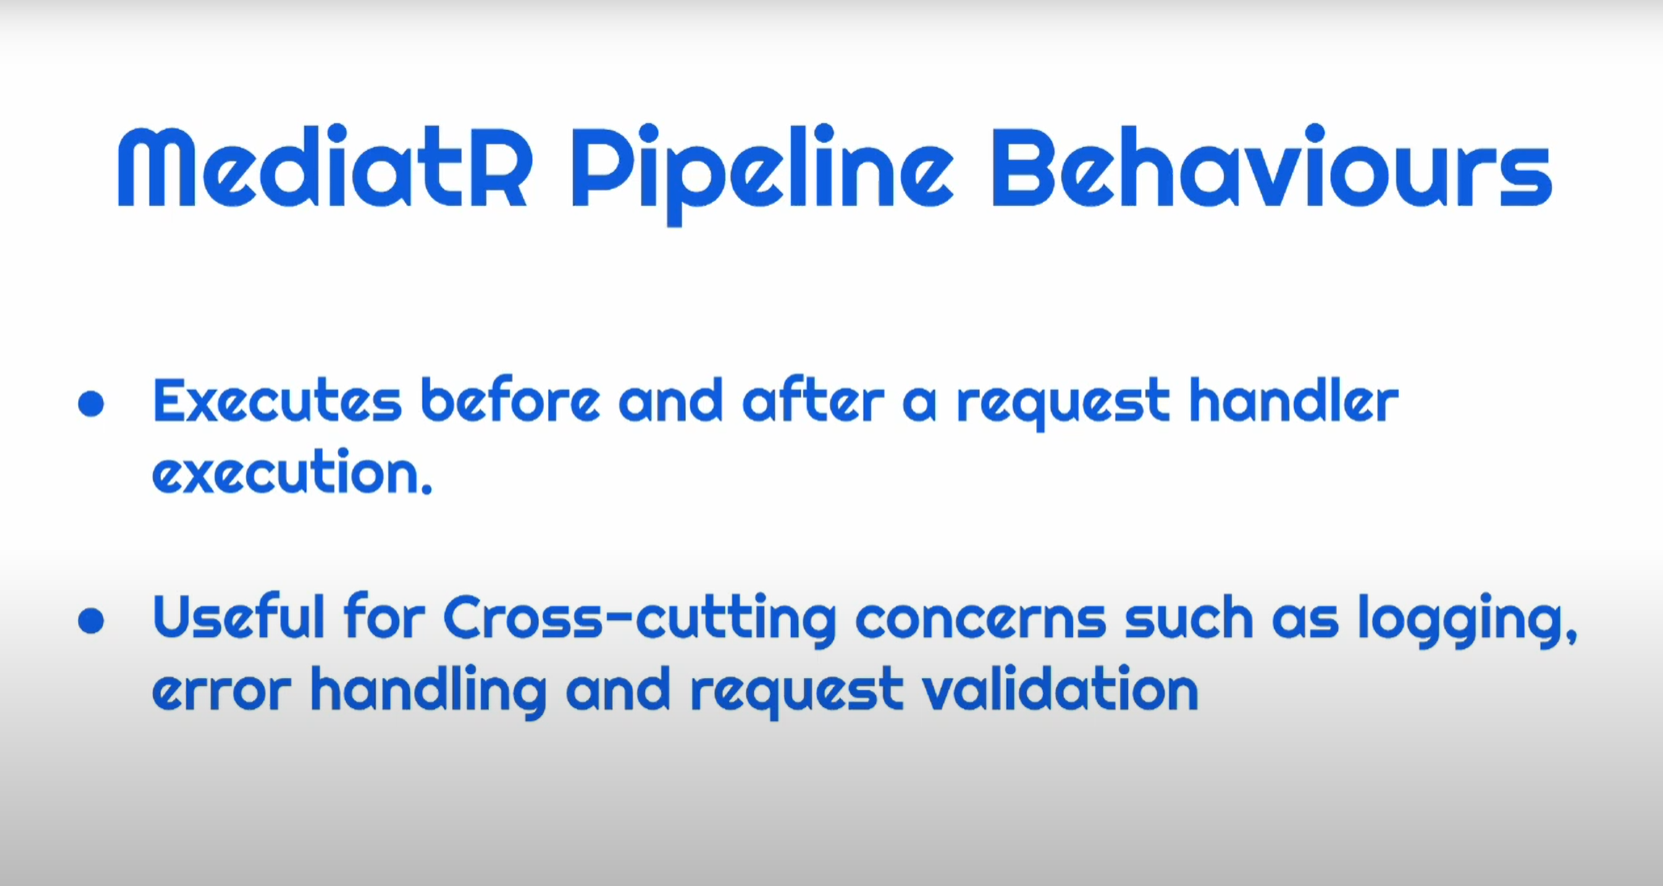 MediatR Pipeline Behaviours
● Executes before and after a request handler
execution.
● Useful for Cross-cutting concerns such as logging,
error handling and request validation